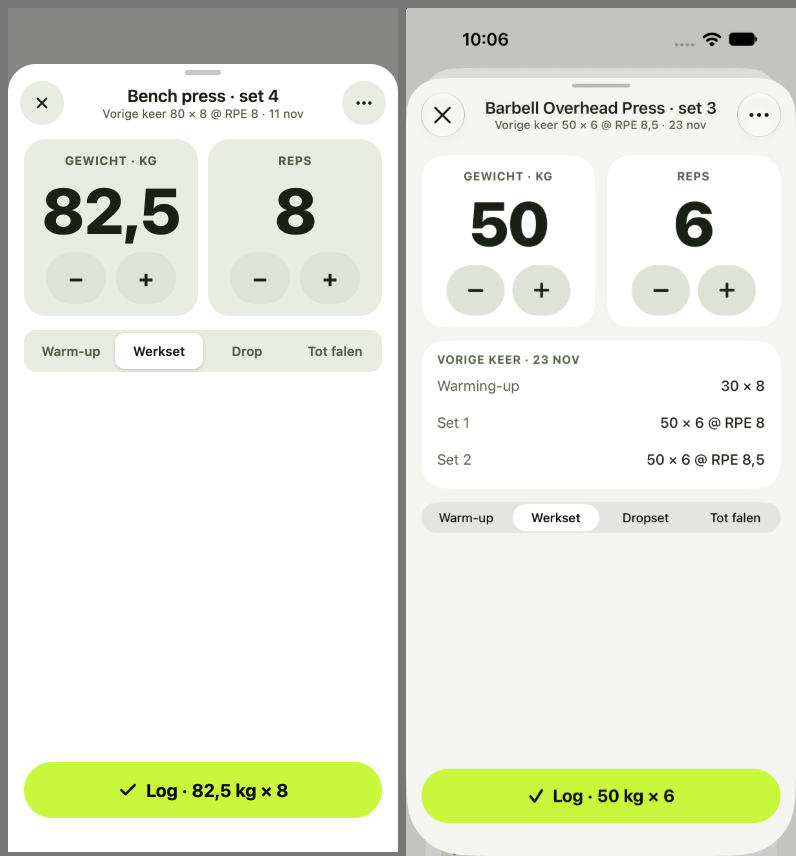 Bench press · set 4
Vorige keer 80 × 8 @ RPE 8 · 11 nov
GEWICHT · KG
REPS
82,5
8
− +
− +
Warm-up Werkset Drop Tot falen
Log · 82,5 kg × 8
10:06
Barbell Overhead Press · set 3
Vorige keer 50 × 6 @ RPE 8,5 · 23 nov
GEWICHT · KG
REPS
50
6
− +
− +
VORIGE KEER · 23 NOV
Warming-up 30 × 8
Set 1 50 × 6 @ RPE 8
Set 2 50 × 6 @ RPE 8,5
Warm-up Werkset Dropset Tot falen
Log · 50 kg × 6